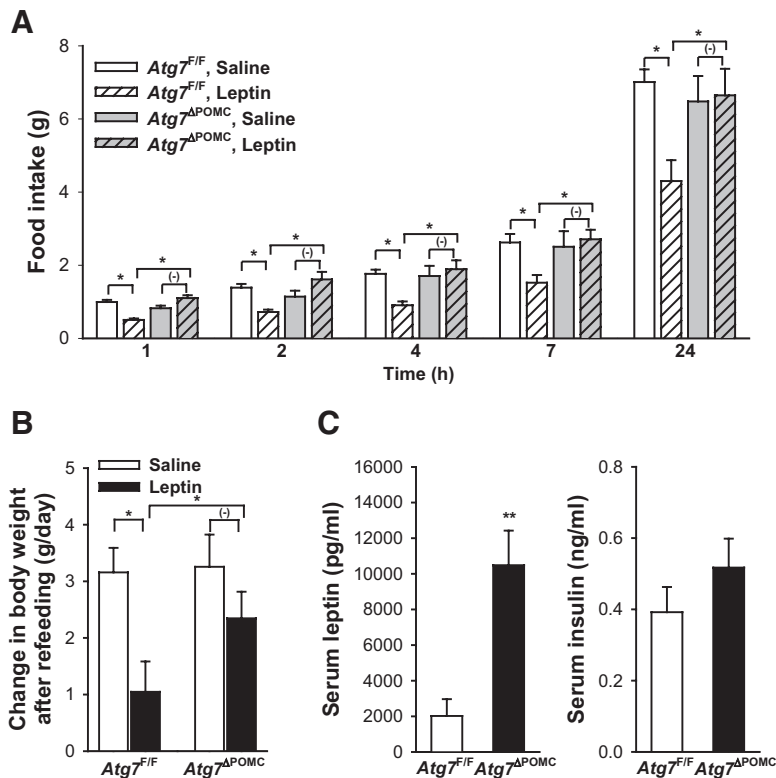 A
Food intake (g)
8
6
4
2
0
Atg7F/F, Saline
Atg7F/F, Leptin
Atg7ΔPOMC, Saline
Atg7ΔPOMC, Leptin
* * (-)
* * (-)
* * (-)
* * (-)
* * (-)
1 2 4 7 24
Time (h)
B
Change in body weight
after refeeding (g/day)
5
4
3
2
1
0
Saline
Leptin
*
* (-)
Atg7F/F Atg7ΔPOMC
C
Serum leptin (pg/ml)
16000
14000
12000
10000
8000
6000
4000
2000
0
**
Atg7F/F Atg7ΔPOMC
Serum insulin (ng/ml)
0.8
0.6
0.4
0.2
0.0
Atg7F/F Atg7ΔPOMC